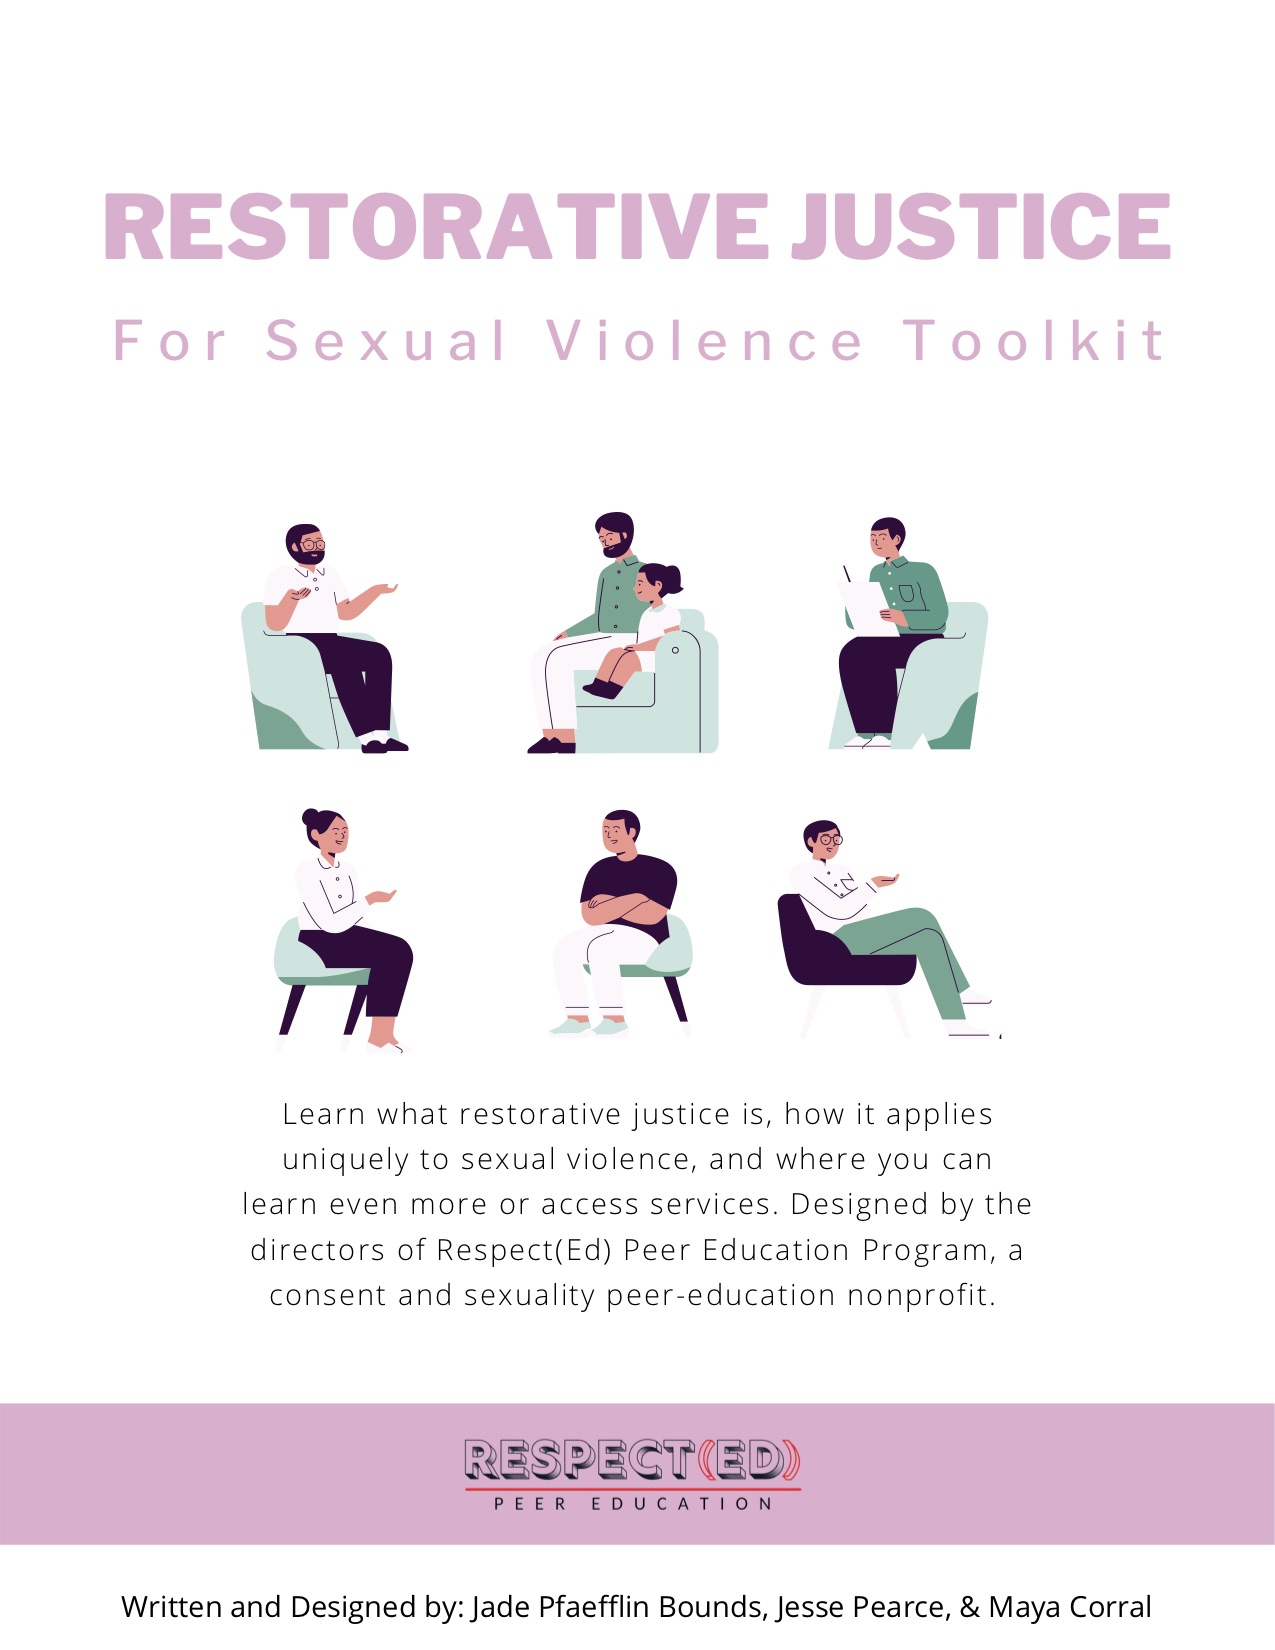 RESTORATIVE JUSTICE
For Sexual Violence Toolkit
Learn what restorative justice is, how it applies
uniquely to sexual violence, and where you can
learn even more or access services. Designed by the
directors of Respect(Ed) Peer Education Program, a
consent and sexuality peer-education nonprofit.
RESPECT(ED)
PEER EDUCATION
Written and Designed by: Jade Pfaefflin Bounds, Jesse Pearce, & Maya Corral